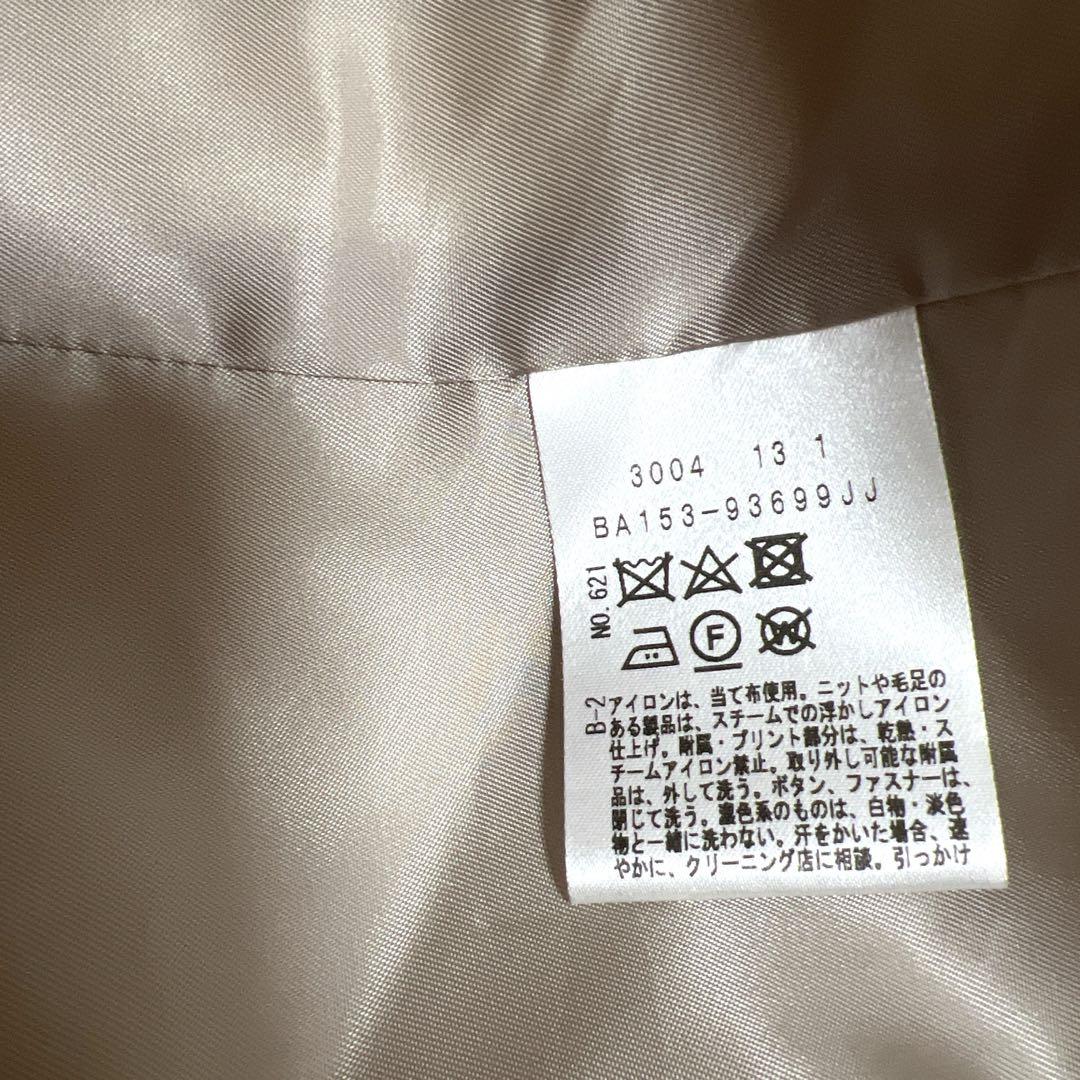 3004 13 1
BA153-93699JJ
NO.621
F
W
B-2
アイロンは、当て布使用。ニットや毛足の
ある製品は、スチームでの浮かしアイロン
仕上げ。附属・プリント部分は、乾熱・ス
チームアイロン禁止。取り外し可能な附属
品は、外して洗う。ボタン、ファスナーは、
閉じて洗う。濃色系のものは、白物・淡色
物と一緒に洗わない。汗をかいた場合、速
やかに、クリーニング店に相談。引っかけ